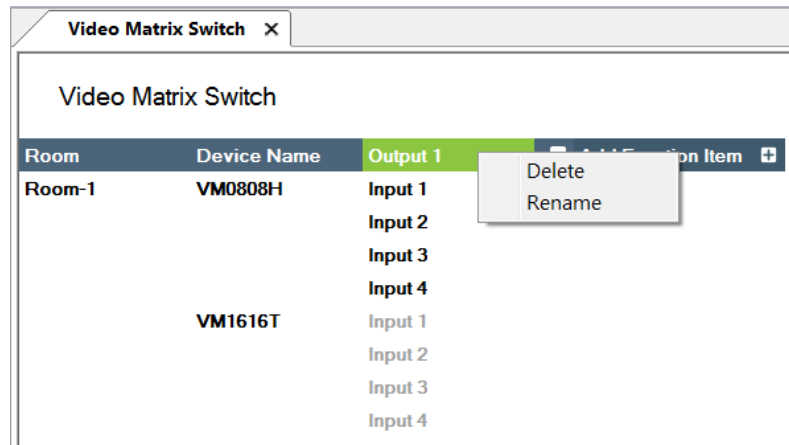 Video Matrix Switch ×
Video Matrix Switch
Room Device Name Output 1 Item
Delete
Rename
Room-1 VM0808H Input 1
Input 2
Input 3
Input 4
VM1616T Input 1
Input 2
Input 3
Input 4